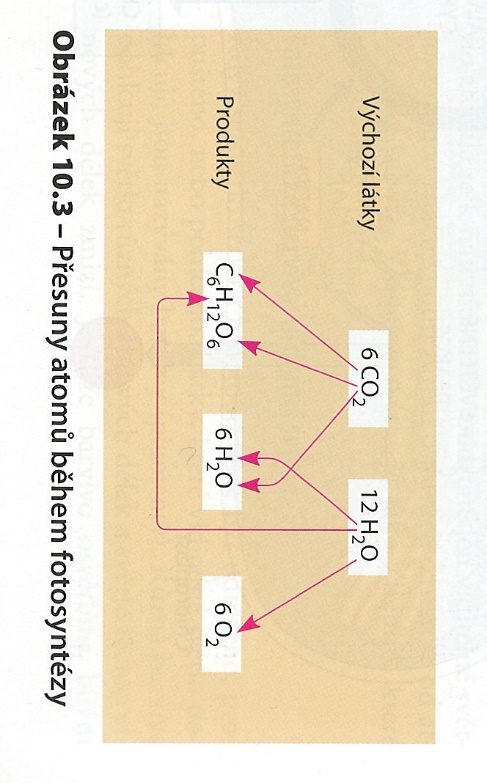 Výchozí látky 6 CO₂ 12 H₂O
Produkty C₆H₁₂O₆ 6 H₂O 6 O₂
Obrázek 10.3 – Přesuny atomů během fotosyntézy